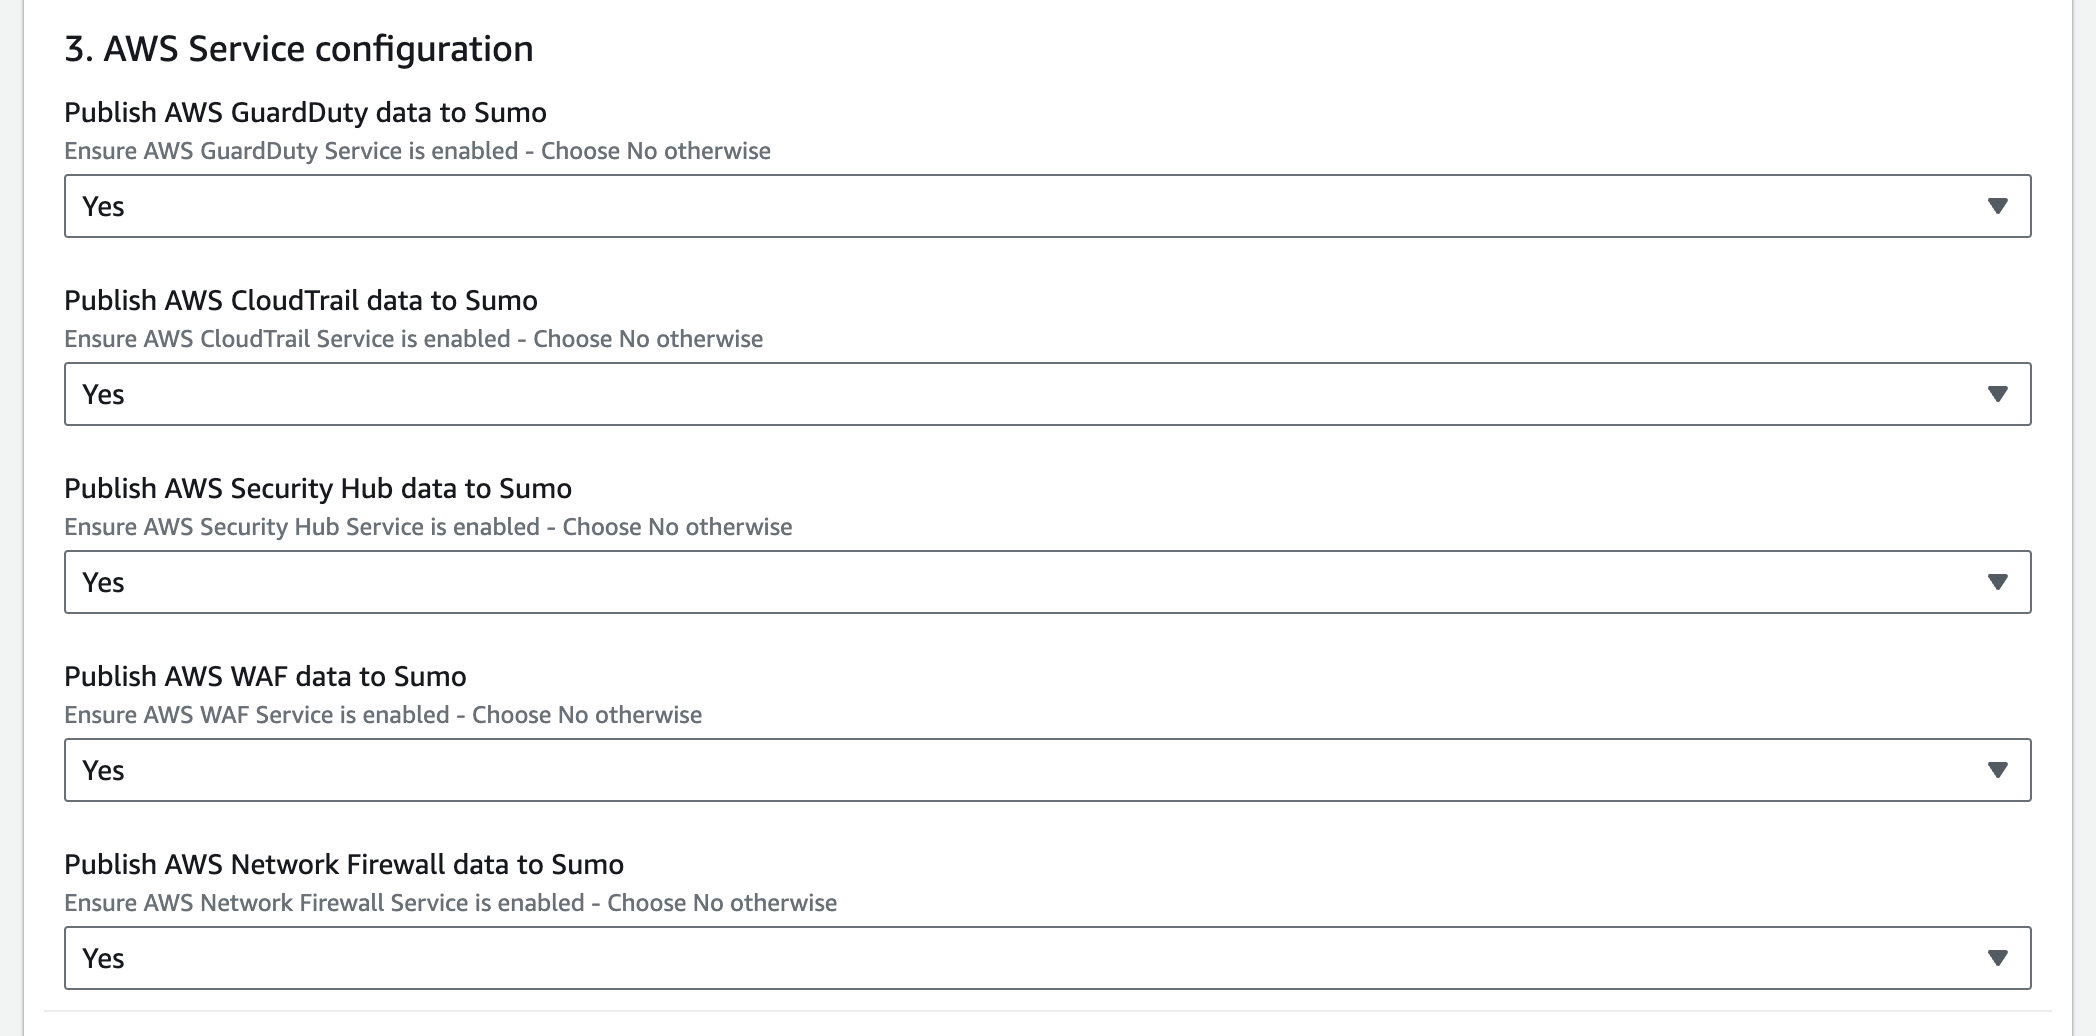 3. AWS Service configuration
Publish AWS GuardDuty data to Sumo
Ensure AWS GuardDuty Service is enabled - Choose No otherwise
Yes
Publish AWS CloudTrail data to Sumo
Ensure AWS CloudTrail Service is enabled - Choose No otherwise
Yes
Publish AWS Security Hub data to Sumo
Ensure AWS Security Hub Service is enabled - Choose No otherwise
Yes
Publish AWS WAF data to Sumo
Ensure AWS WAF Service is enabled - Choose No otherwise
Yes
Publish AWS Network Firewall data to Sumo
Ensure AWS Network Firewall Service is enabled - Choose No otherwise
Yes